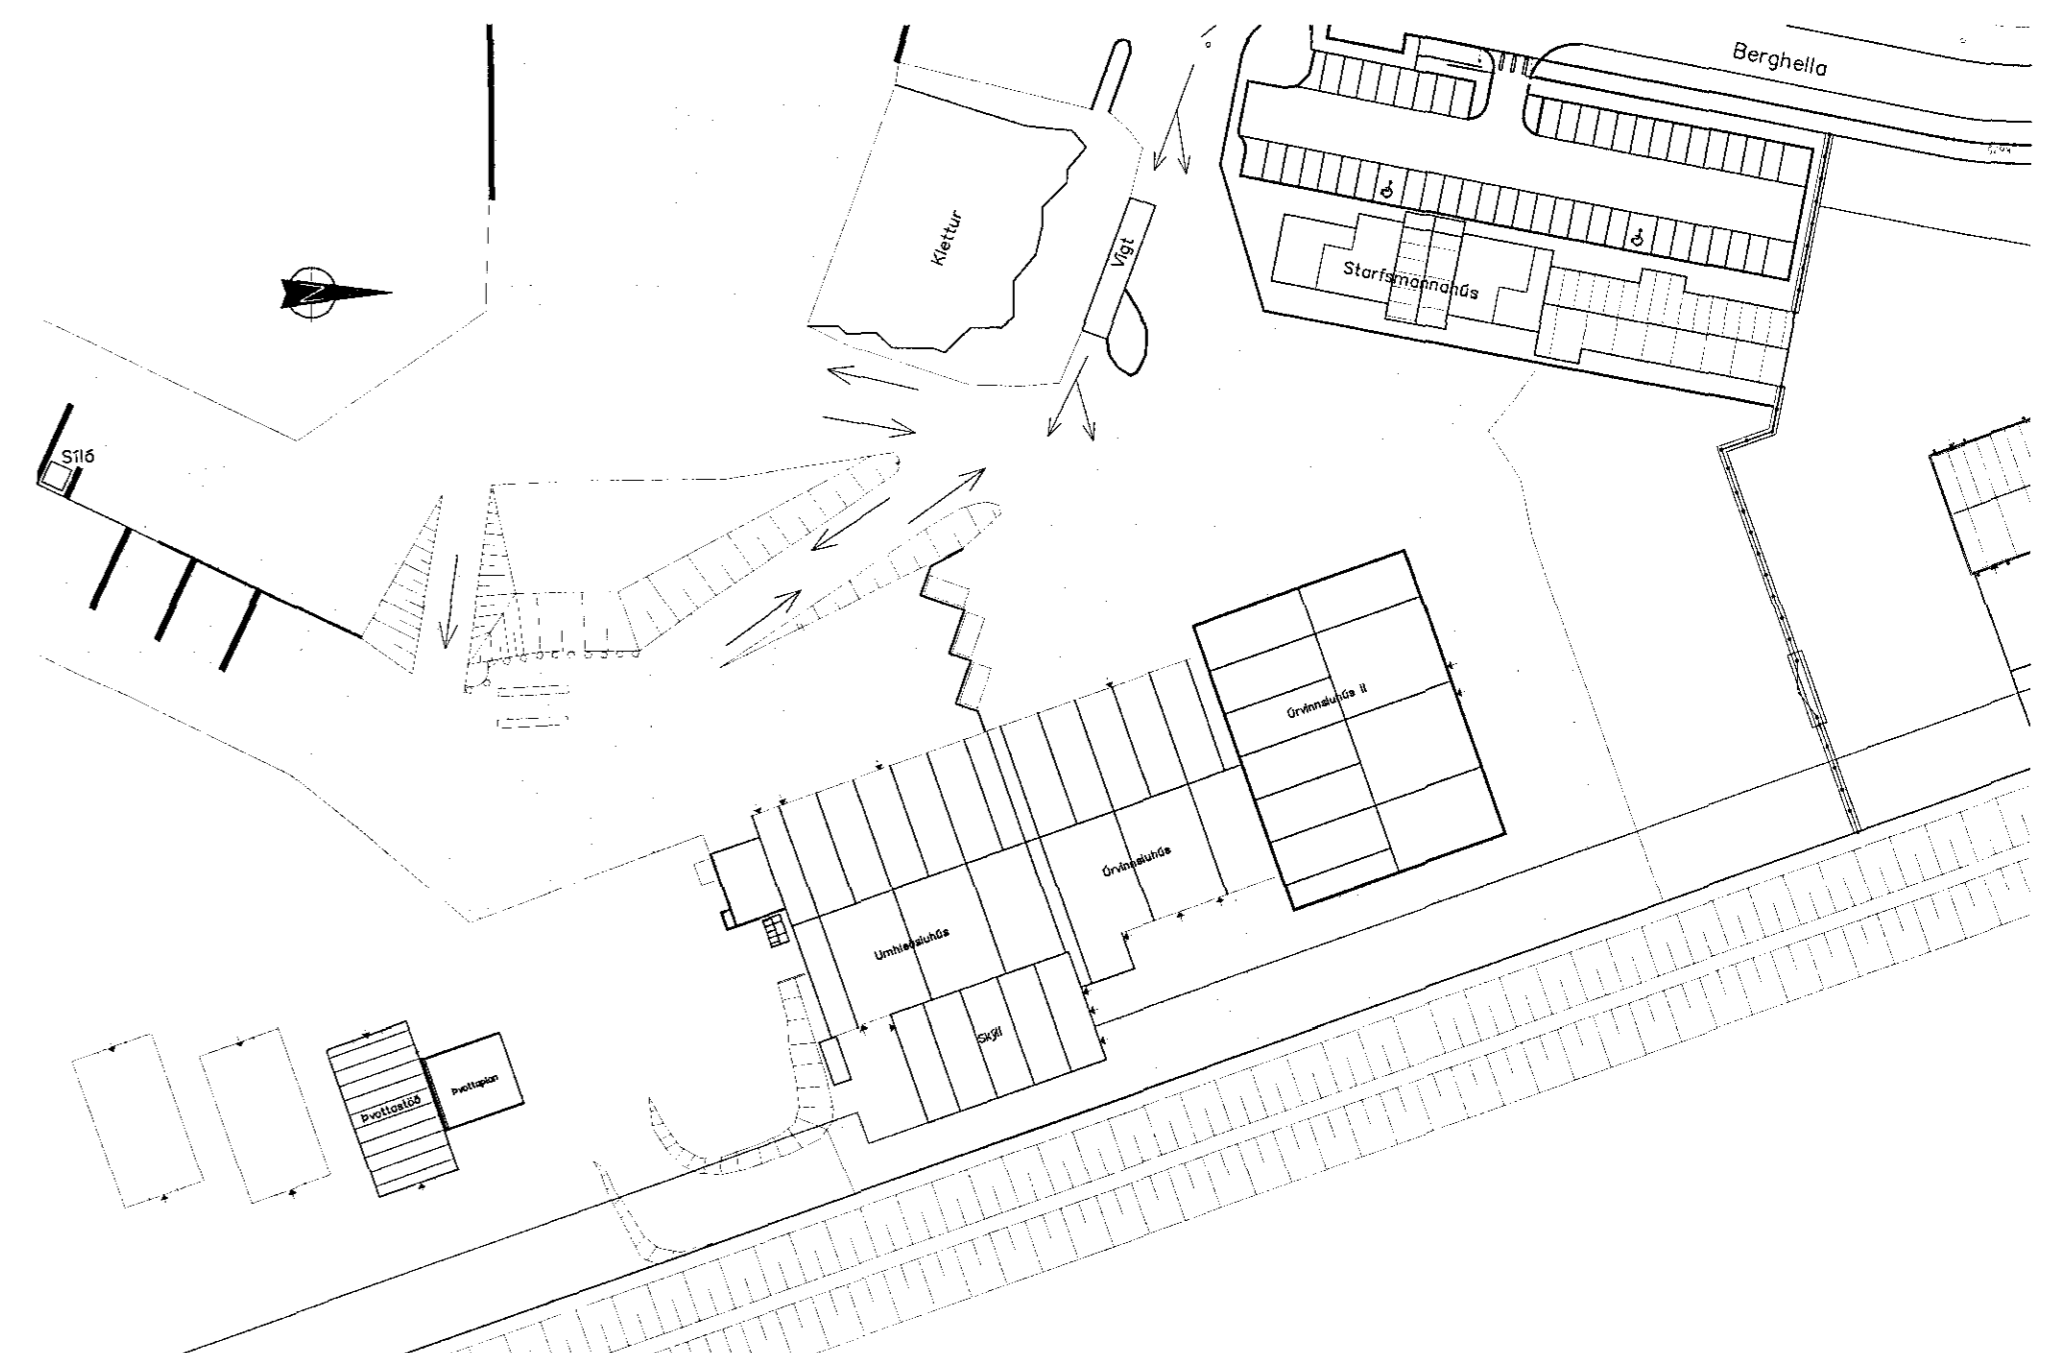 Berghella
Klettur
Vigt
Starfsmannahús
N
Síló
Úrvinnsluhús II
Úrvinnsluhús
Umhleðsluhús
Skýli
Þvottaplan
Þvottastöð